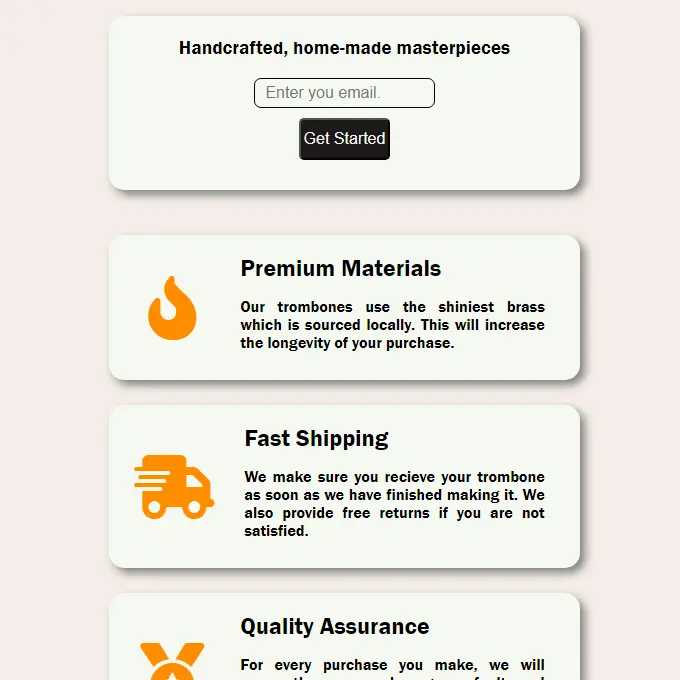 Handcrafted, home-made masterpieces
Enter you email.
Get Started
Premium Materials
Our trombones use the shiniest brass
which is sourced locally. This will increase
the longevity of your purchase.
Fast Shipping
We make sure you recieve your trombone
as soon as we have finished making it. We
also provide free returns if you are not
satisfied.
Quality Assurance
For every purchase you make, we will